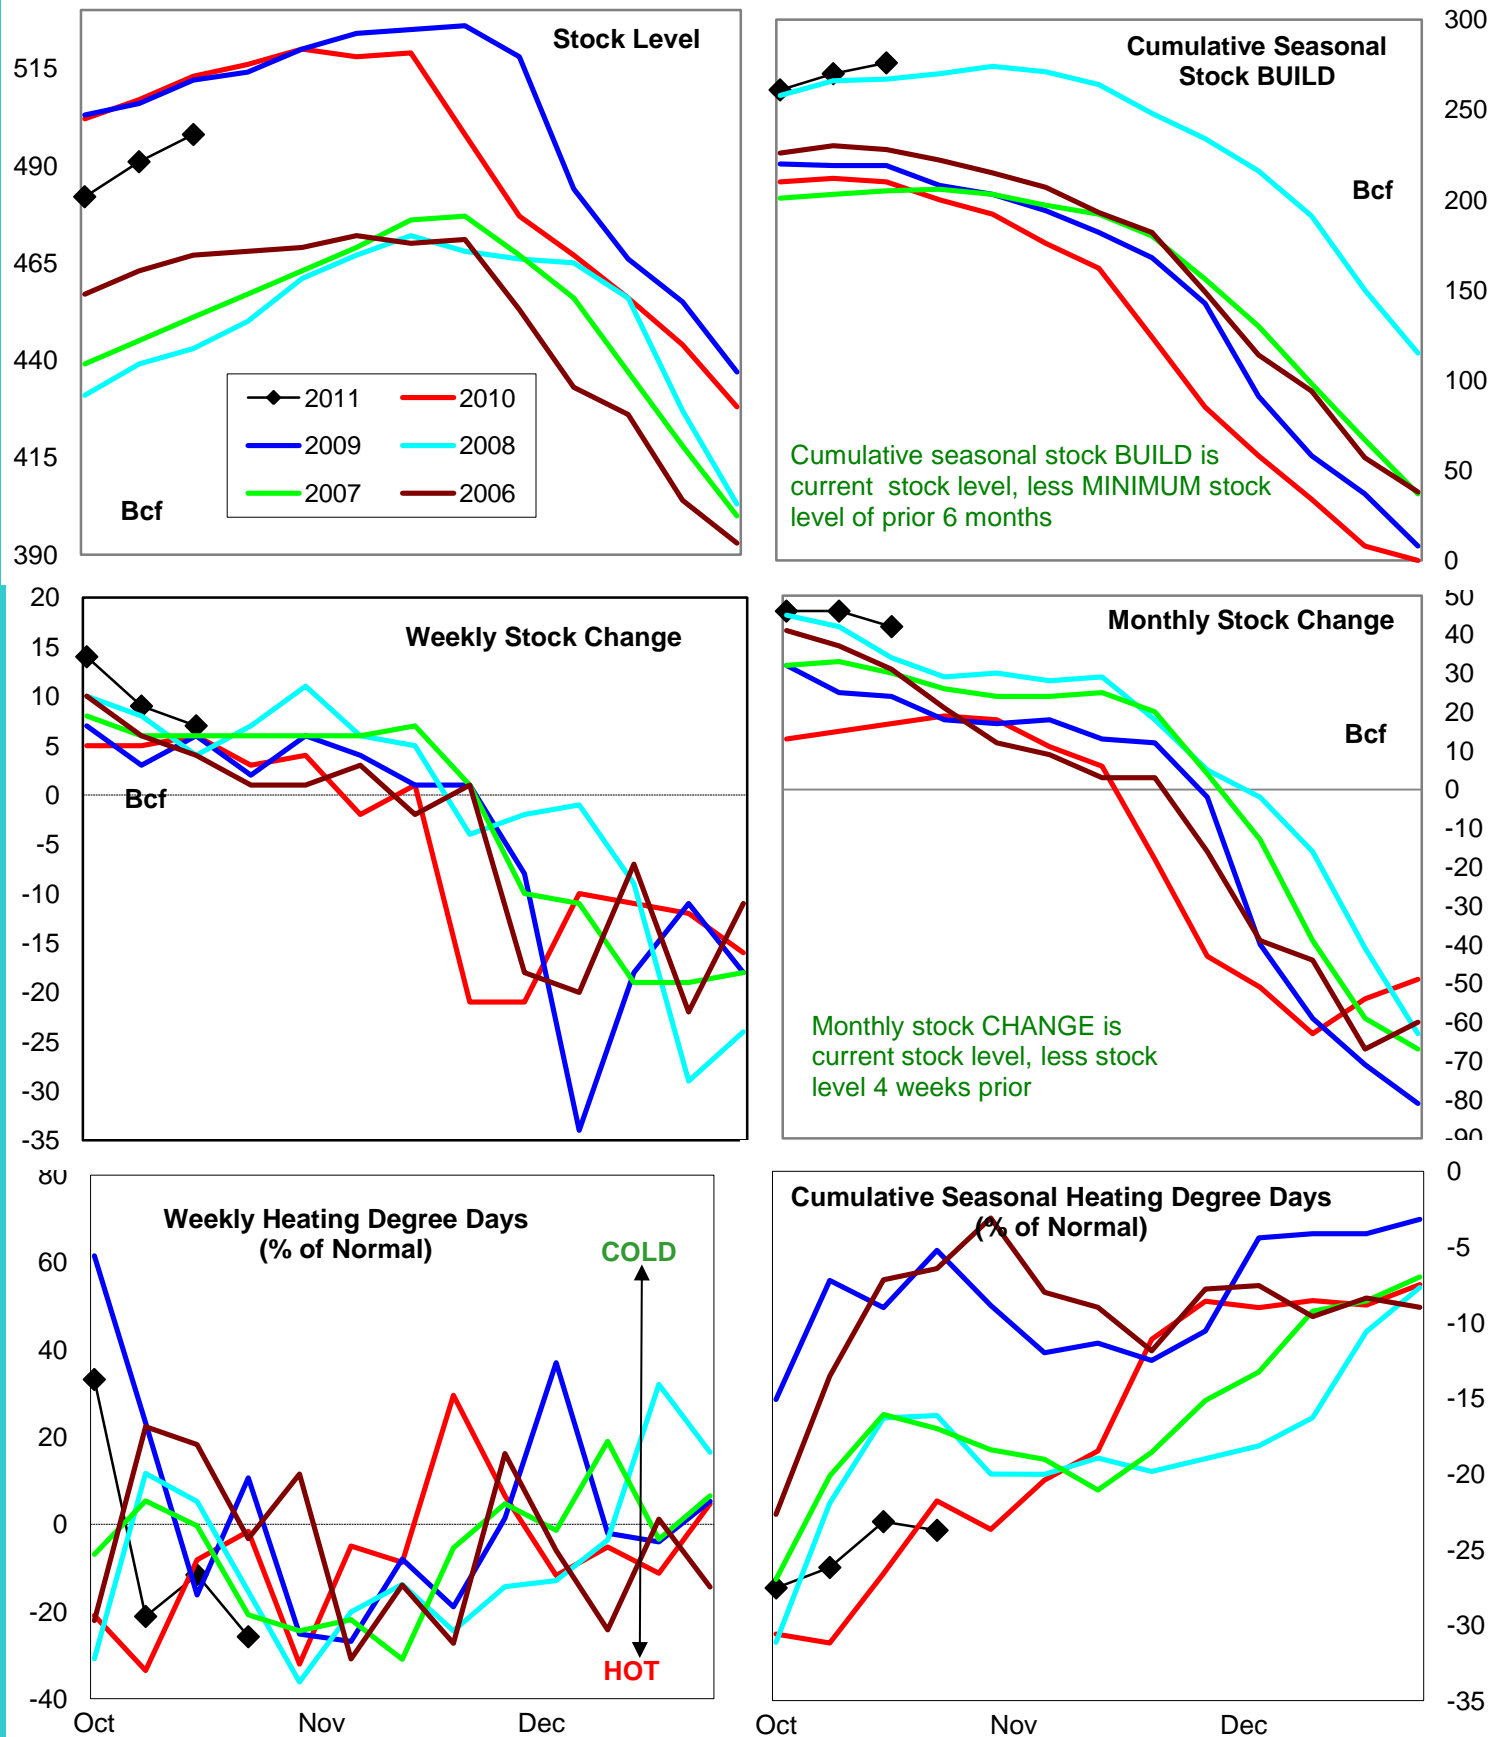 Stock Level
515
490
465
440
415
390
Bcf
2011
2010
2009
2008
2007
2006
Cumulative Seasonal
Stock BUILD
300
250
200
150
100
50
0
Bcf
Cumulative seasonal stock BUILD is
current stock level, less MINIMUM stock
level of prior 6 months
Weekly Stock Change
20
15
10
5
0
-5
-10
-15
-20
-25
-30
-35
Bcf
Monthly Stock Change
50
40
30
20
10
0
-10
-20
-30
-40
-50
-60
-70
-80
-90
Bcf
Monthly stock CHANGE is
current stock level, less stock
level 4 weeks prior
Weekly Heating Degree Days
(% of Normal)
80
60
40
20
0
-20
-40
COLD
HOT
Oct
Nov
Dec
Cumulative Seasonal Heating Degree Days
(% of Normal)
0
-5
-10
-15
-20
-25
-30
-35
Oct
Nov
Dec